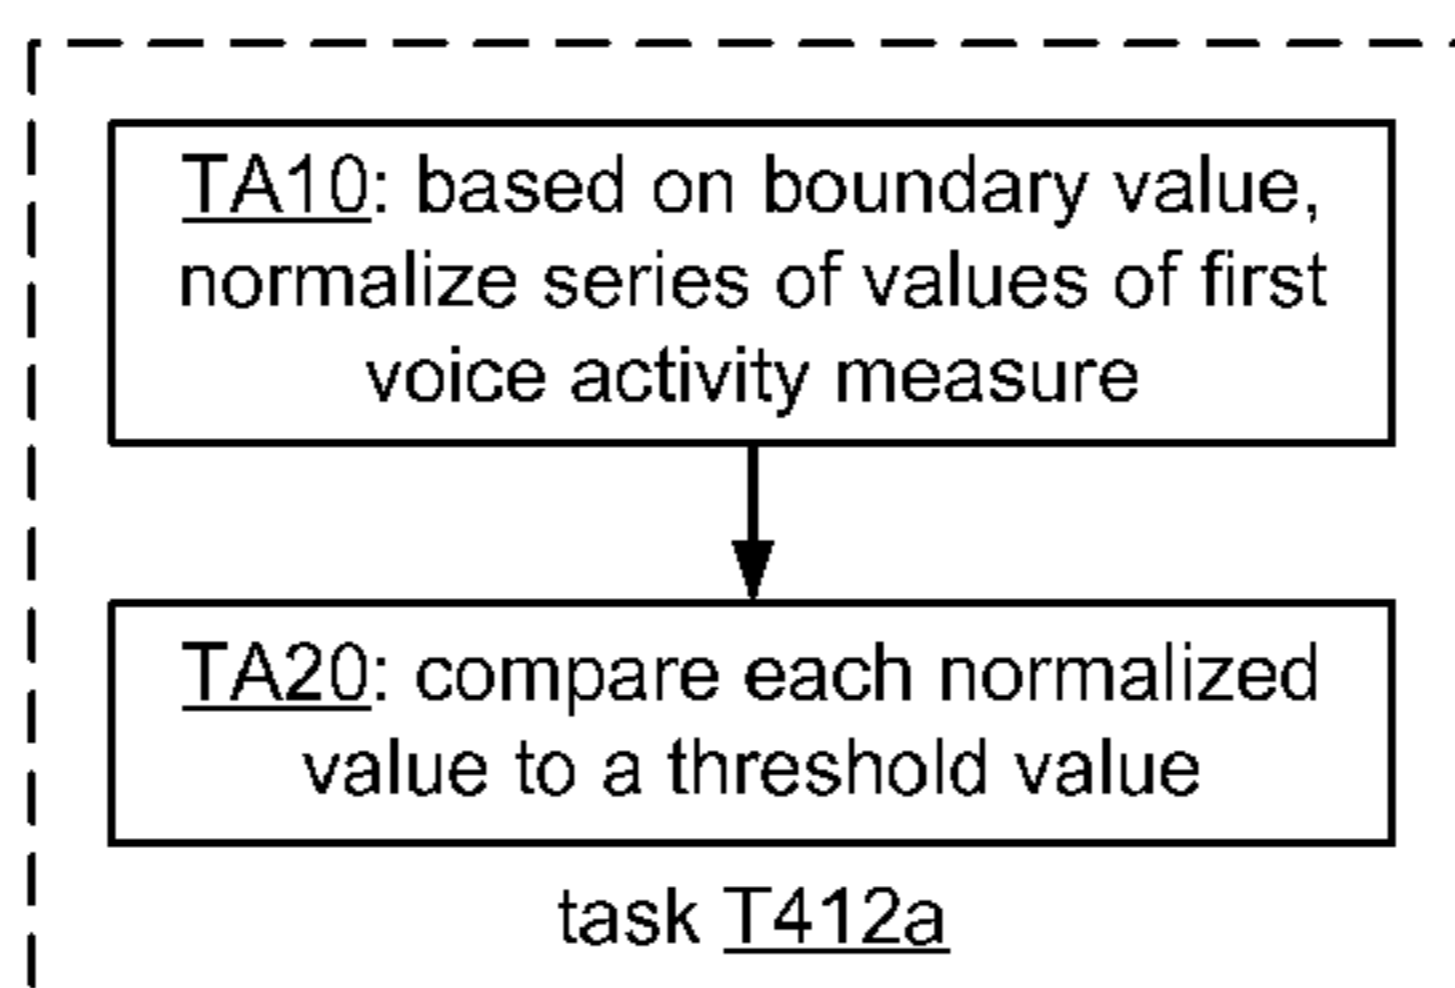 TA10: based on boundary value,
normalize series of values of first
voice activity measure
TA20: compare each normalized
value to a threshold value
task T412a